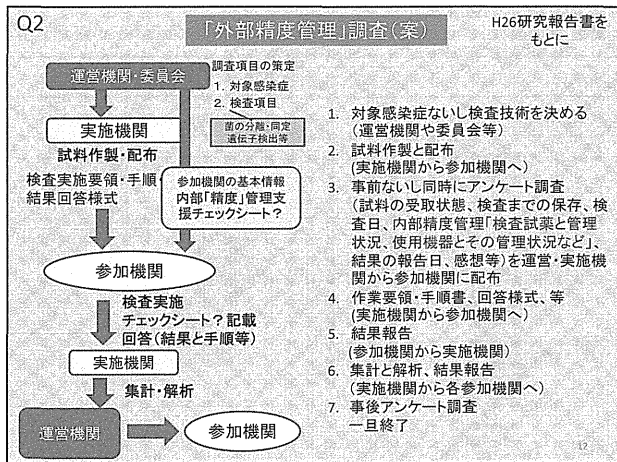 Q2
「外部精度管理」調査(案)
H26研究報告書を
もとに
運営機関・委員会
調査項目の策定
1. 対象感染症
2. 検査項目
菌の分離・同定
遺伝子検出等
実施機関
試料作製・配布
検査実施要領・手順・
結果回答様式
参加機関の基本情報
内部「精度」管理支
援チェックシート?
参加機関
検査実施
チェックシート?記載
回答(結果と手順等)
実施機関
集計・解析
運営機関
参加機関
1. 対象感染症ないし検査技術を決める
(運営機関や委員会等)
2. 試料作製と配布
(実施機関から参加機関へ)
3. 事前ないし同時にアンケート調査
(試料の受取状態、検査までの保存、検
査日、内部精度管理「検査試薬と管理
状況、使用機器とその管理状況など」、
結果の報告日、感想等)を運営・実施機
関から参加機関に配布
4. 作業要領・手順書、回答様式、等
(実施機関から参加機関へ)
5. 結果報告
(参加機関から実施機関)
6. 集計と解析、結果報告
(実施機関から各参加機関へ)
7. 事後アンケート調査
一旦終了